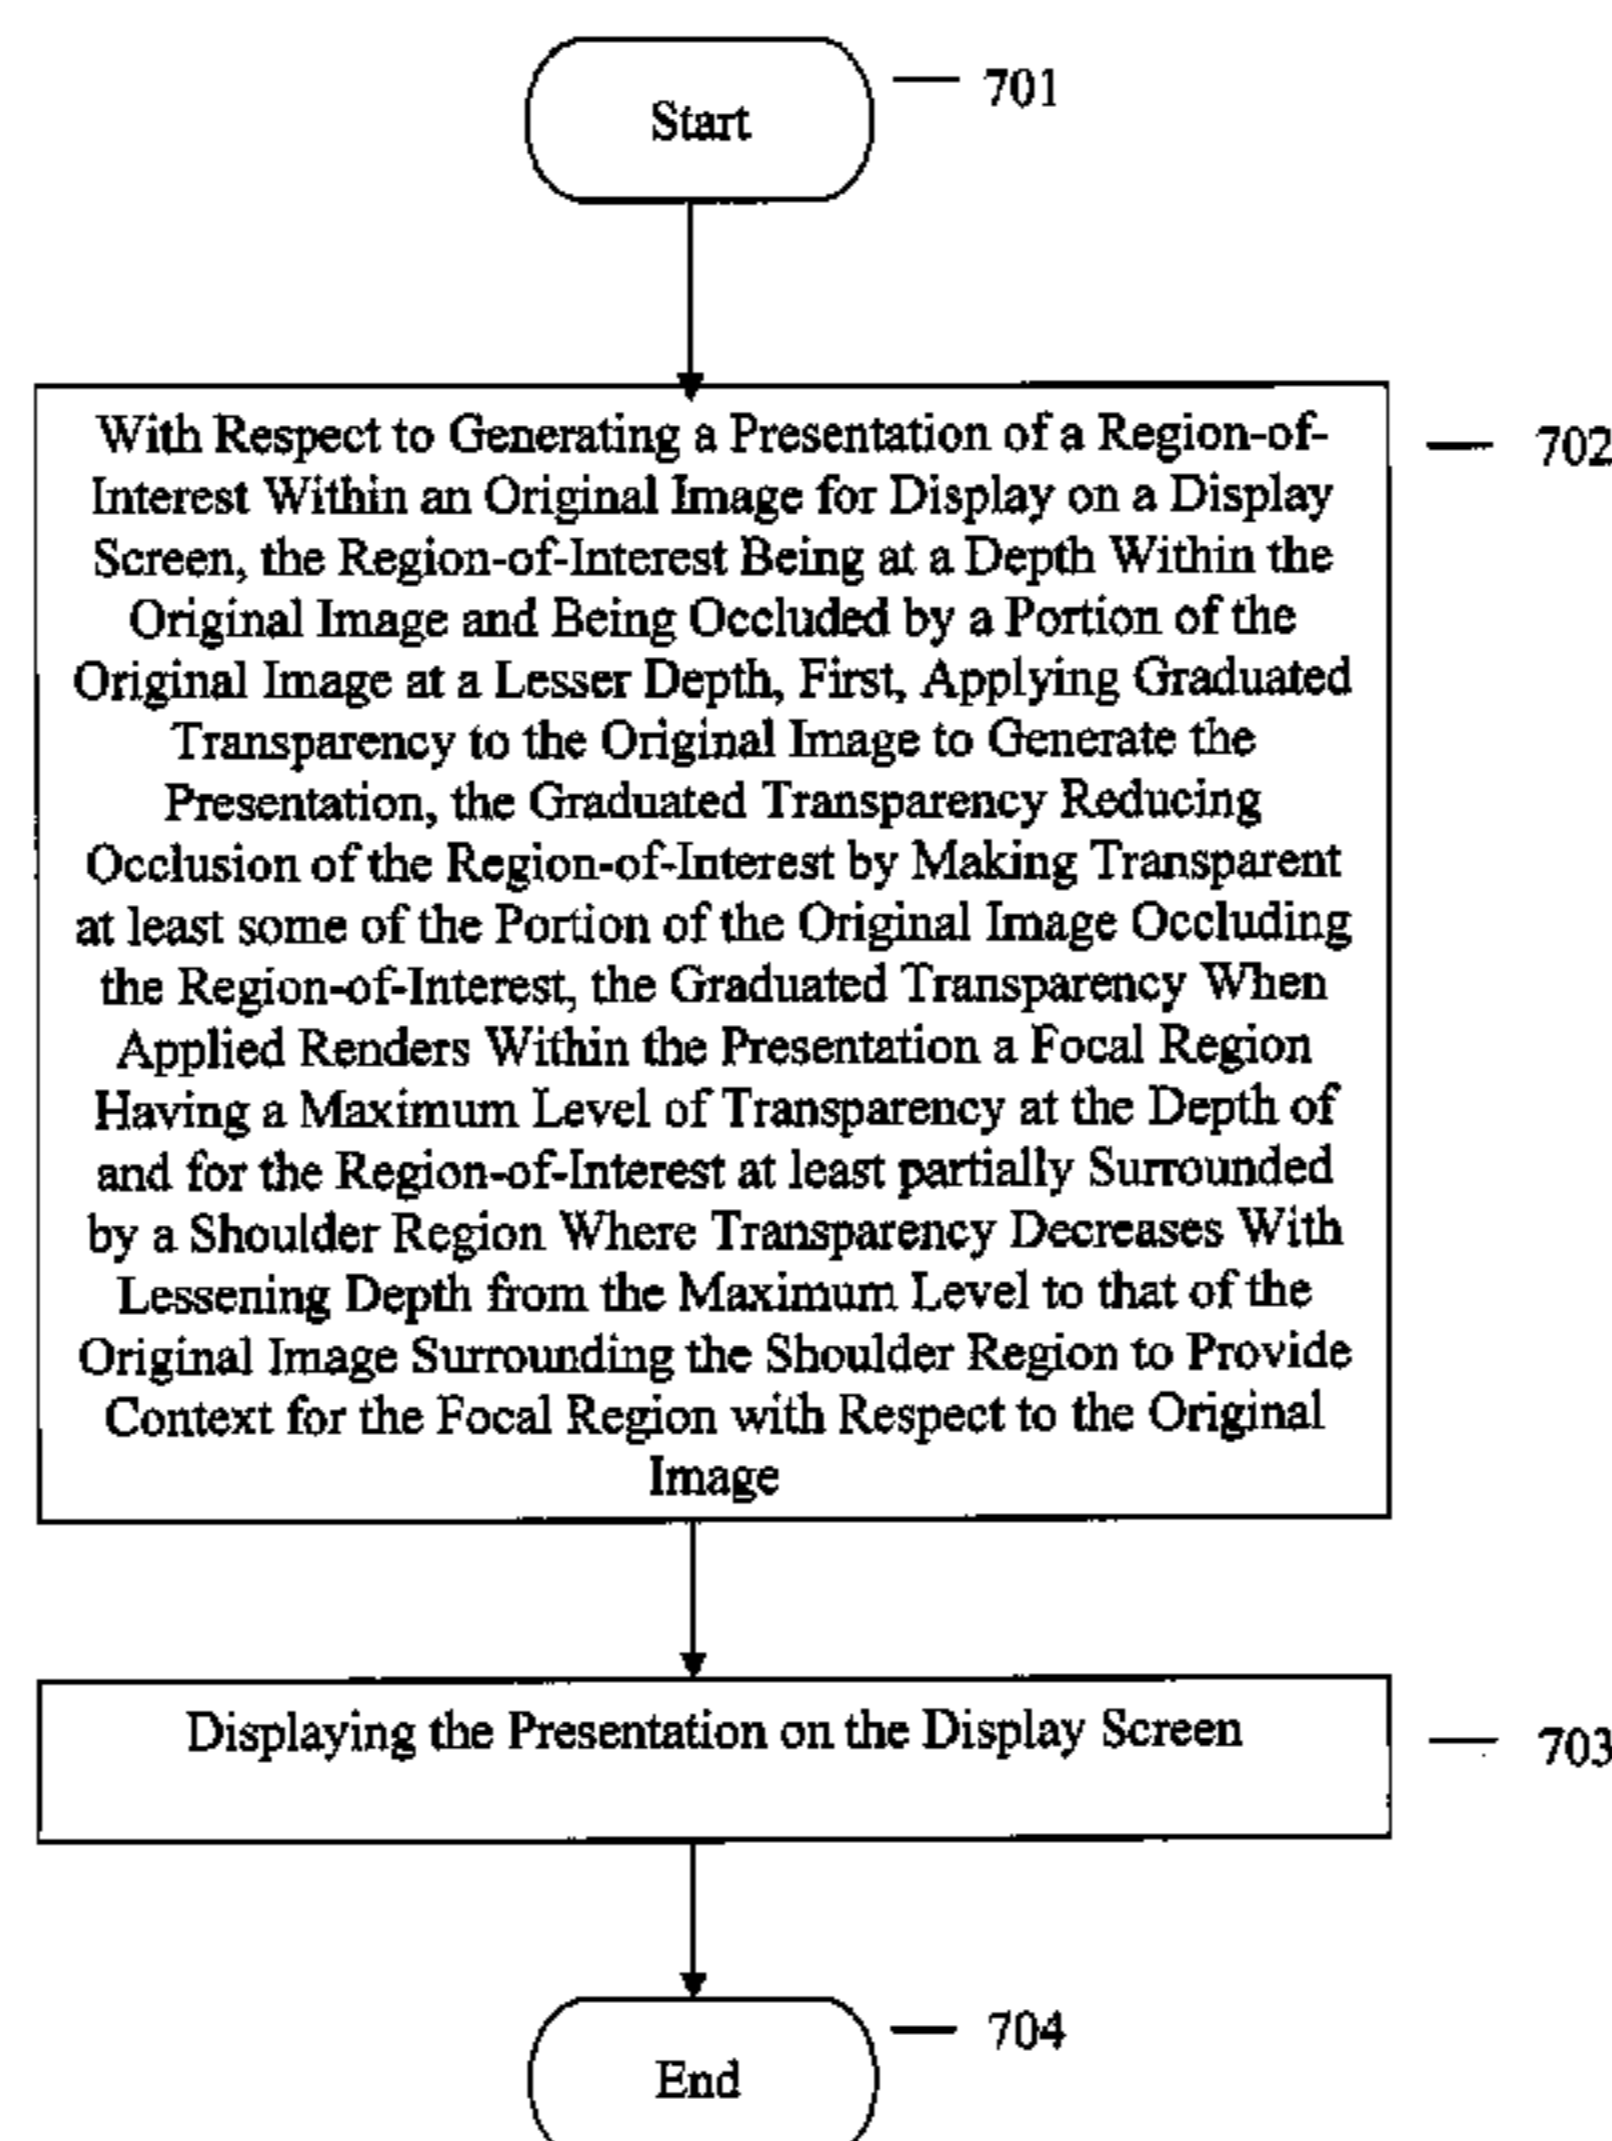 Start
701
With Respect to Generating a Presentation of a Region-of-
Interest Within an Original Image for Display on a Display
Screen, the Region-of-Interest Being at a Depth Within the
Original Image and Being Occluded by a Portion of the
Original Image at a Lesser Depth, First, Applying Graduated
Transparency to the Original Image to Generate the
Presentation, the Graduated Transparency Reducing
Occlusion of the Region-of-Interest by Making Transparent
at least some of the Portion of the Original Image Occluding
the Region-of-Interest, the Graduated Transparency When
Applied Renders Within the Presentation a Focal Region
Having a Maximum Level of Transparency at the Depth of
and for the Region-of-Interest at least partially Surrounded
by a Shoulder Region Where Transparency Decreases With
Lessening Depth from the Maximum Level to that of the
Original Image Surrounding the Shoulder Region to Provide
Context for the Focal Region with Respect to the Original
Image
702
Displaying the Presentation on the Display Screen
703
End
704